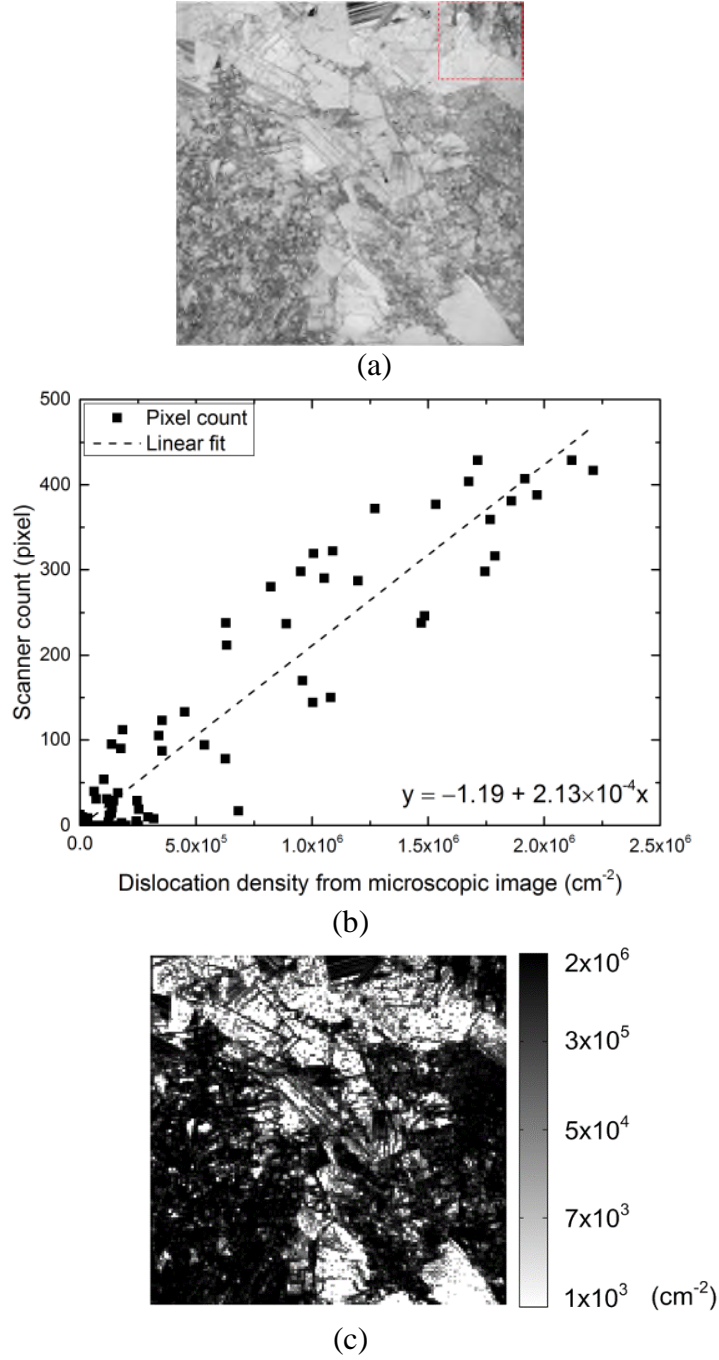 (a)
500
400
300
200
100
0
Scanner count (pixel)
Pixel count
Linear fit
y = −1.19 + 2.13×10⁻⁴x
0.0 5.0x10⁵ 1.0x10⁶ 1.5x10⁶ 2.0x10⁶ 2.5x10⁶
Dislocation density from microscopic image (cm⁻²)
(b)
2x10⁶
3x10⁵
5x10⁴
7x10³
1x10³ (cm⁻²)
(c)